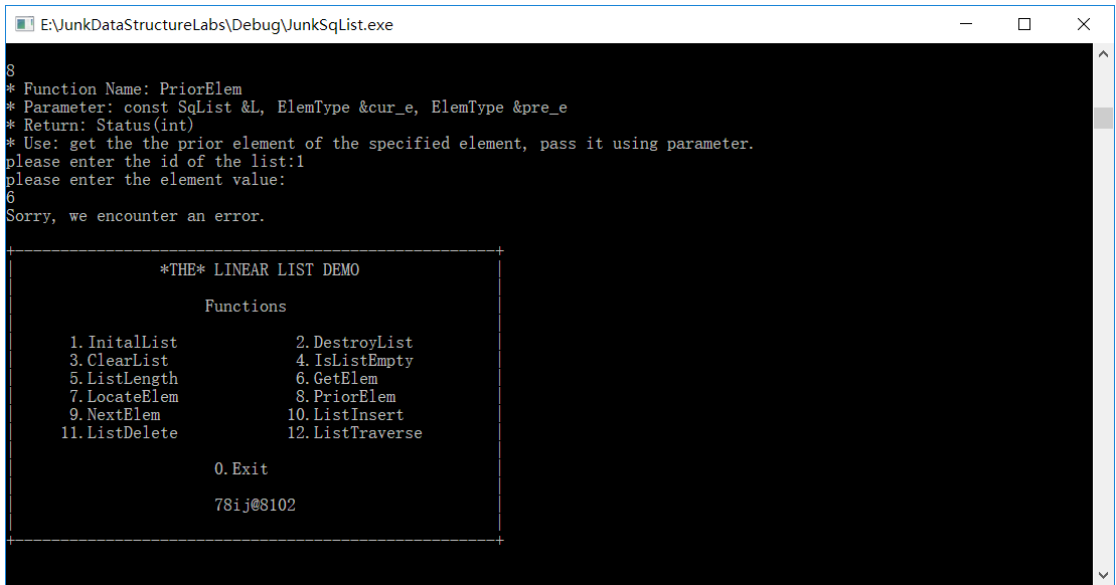 E:\JunkDataStructureLabs\Debug\JunkSqList.exe
8
* Function Name: PriorElem
* Parameter: const SqList &L, ElemType &cur_e, ElemType &pre_e
* Return: Status(int)
* Use: get the the prior element of the specified element, pass it using parameter.
please enter the id of the list:1
please enter the element value:
6
Sorry, we encounter an error.
*THE* LINEAR LIST DEMO
Functions
1.InitalList 2.DestroyList
3.ClearList 4.IsListEmpty
5.ListLength 6.GetElem
7.LocateElem 8.PriorElem
9.NextElem 10.ListInsert
11.ListDelete 12.ListTraverse
0.Exit
78ij@8102